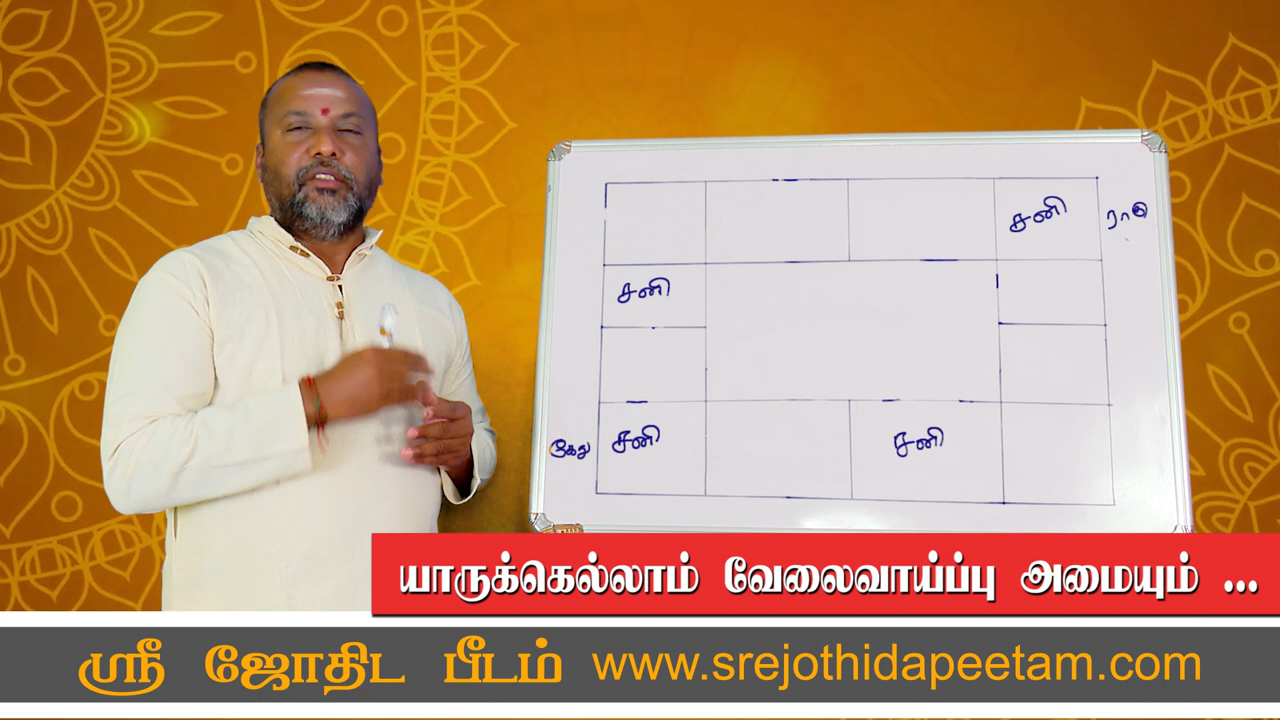 சனி ராகு
சனி
கேது சனி சனி
யாருக்கெல்லாம் வேலைவாய்ப்பு அமையும் ...
ஸ்ரீ ஜோதிட பீடம் www.srejothidapeetam.com